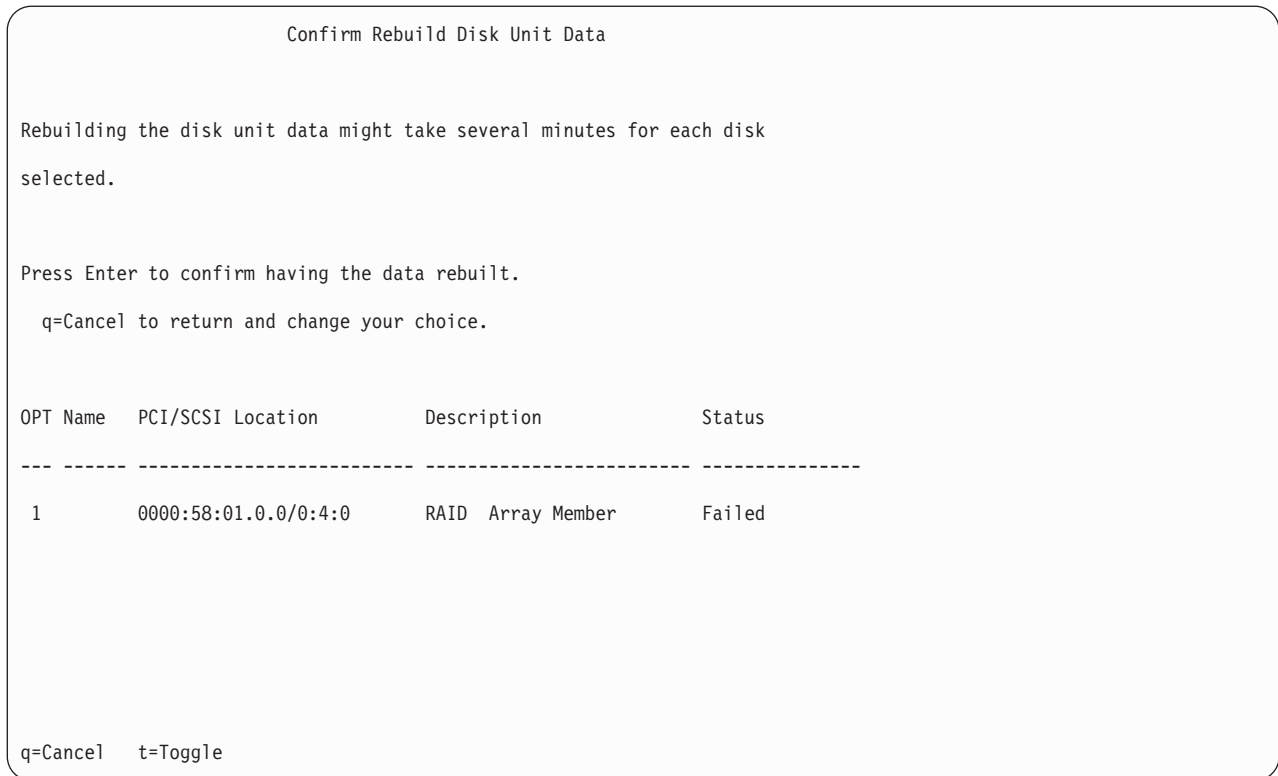 Confirm Rebuild Disk Unit Data
Rebuilding the disk unit data might take several minutes for each disk
selected.
Press Enter to confirm having the data rebuilt.
q=Cancel to return and change your choice.
OPT Name   PCI/SCSI Location          Description               Status
--- ------ -------------------------- ------------------------- ---------------
1         0000:58:01.0.0/0:4:0       RAID  Array Member        Failed
q=Cancel   t=Toggle